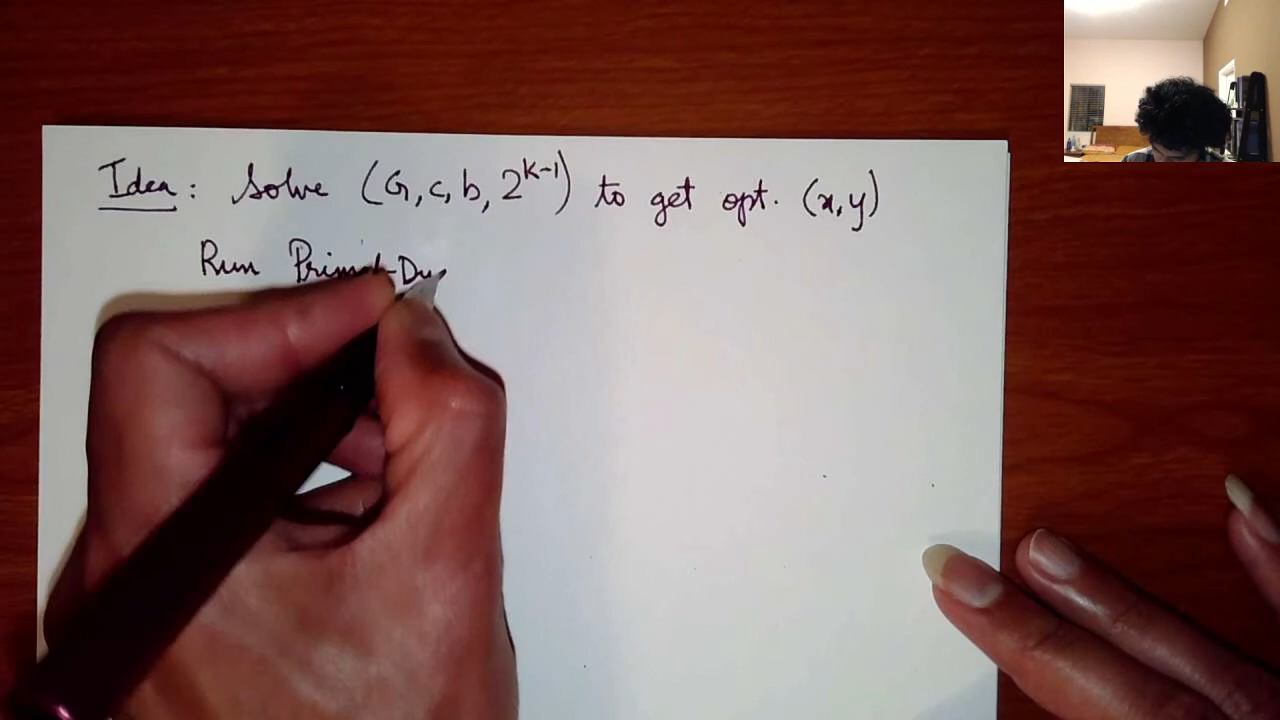 Idea: Solve (G, c, b, 2^{k-1}) to get opt. (x, y)
Run Primal-Du